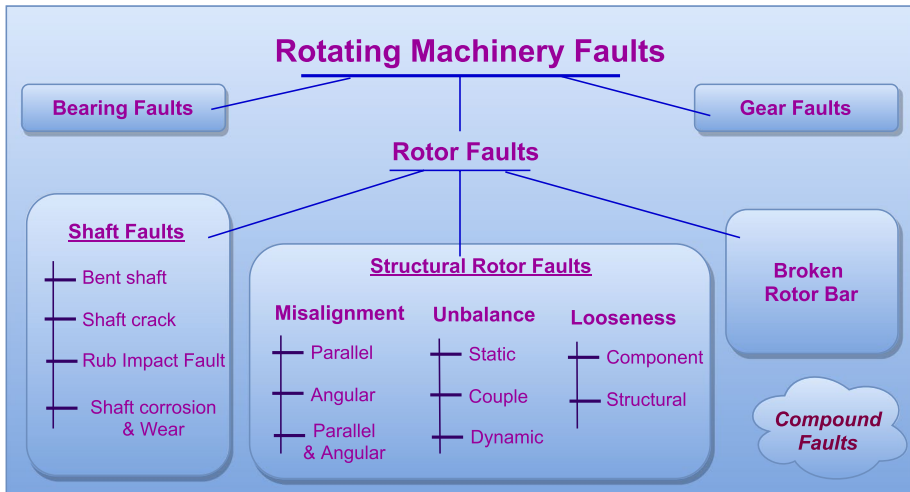 Rotating Machinery Faults
Bearing Faults
Gear Faults
Rotor Faults
Shaft Faults
Bent shaft
Shaft crack
Rub Impact Fault
Shaft corrosion
& Wear
Structural Rotor Faults
Misalignment
Parallel
Angular
Parallel
& Angular
Unbalance
Static
Couple
Dynamic
Looseness
Component
Structural
Broken
Rotor Bar
Compound
Faults